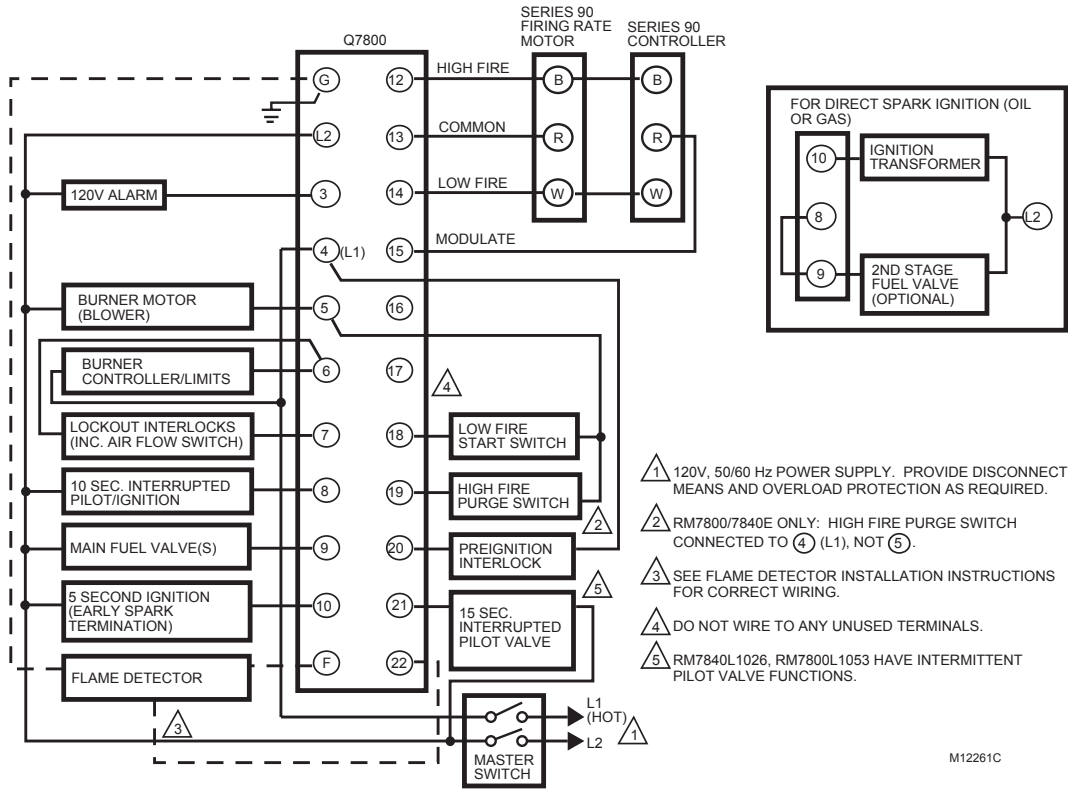 Q7800
SERIES 90
FIRING RATE
MOTOR
SERIES 90
CONTROLLER
G
12
HIGH FIRE
B
B
L2
13
COMMON
R
R
120V ALARM
3
14
LOW FIRE
W
W
4
(L1)
15
MODULATE
BURNER MOTOR
(BLOWER)
5
16
BURNER
CONTROLLER/LIMITS
6
17
4
LOCKOUT INTERLOCKS
(INC. AIR FLOW SWITCH)
7
18
LOW FIRE
START SWITCH
10 SEC. INTERRUPTED
PILOT/IGNITION
8
19
HIGH FIRE
PURGE SWITCH
2
MAIN FUEL VALVE(S)
9
20
PREIGNITION
INTERLOCK
5
5 SECOND IGNITION
(EARLY SPARK
TERMINATION)
10
21
15 SEC.
INTERRUPTED
PILOT VALVE
FLAME DETECTOR
F
22
3
L1
(HOT)
1
L2
MASTER
SWITCH
FOR DIRECT SPARK IGNITION (OIL
OR GAS)
10
IGNITION
TRANSFORMER
8
L2
9
2ND STAGE
FUEL VALVE
(OPTIONAL)
1 120V, 50/60 Hz POWER SUPPLY. PROVIDE DISCONNECT
MEANS AND OVERLOAD PROTECTION AS REQUIRED.
2 RM7800/7840E ONLY: HIGH FIRE PURGE SWITCH
CONNECTED TO 4 (L1), NOT 5.
3 SEE FLAME DETECTOR INSTALLATION INSTRUCTIONS
FOR CORRECT WIRING.
4 DO NOT WIRE TO ANY UNUSED TERMINALS.
5 RM7840L1026, RM7800L1053 HAVE INTERMITTENT
PILOT VALVE FUNCTIONS.
M12261C